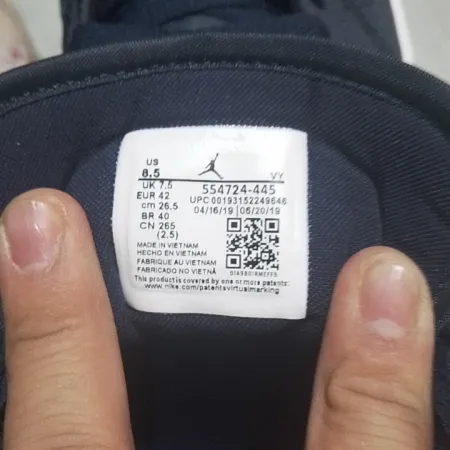 US
8.5 VY
UK 7.5 554724-445
EUR 42 UPC 00193152249646
cm 26.5 04/16/19 | 06/20/19
BR 40
CN 265
(2.5)
MADE IN VIETNAM
HECHO EN VIETNAM
FABRIQUE AU VIETNAM
FABRICADO NO VIETNÃ
This product is covered by one or more patents:
www.nike.com/patentsvirtualmarking